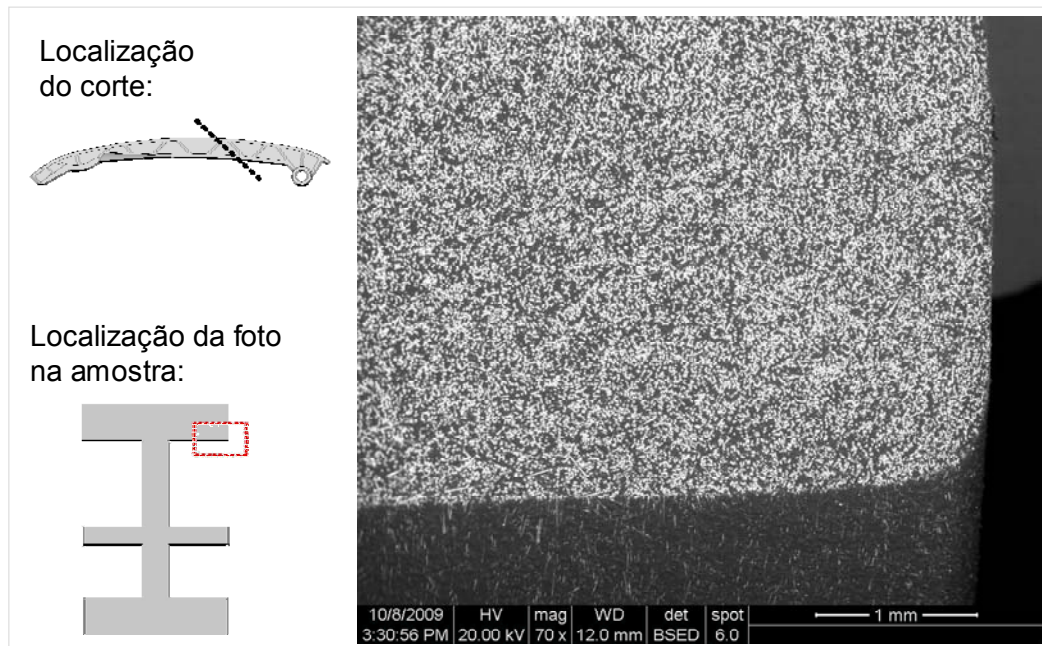 Localização
do corte:
Localização da foto
na amostra:
10/8/2009 HV mag WD det spot
3:30:56 PM 20.00 kV 70 x 12.0 mm BSED 6.0
1 mm